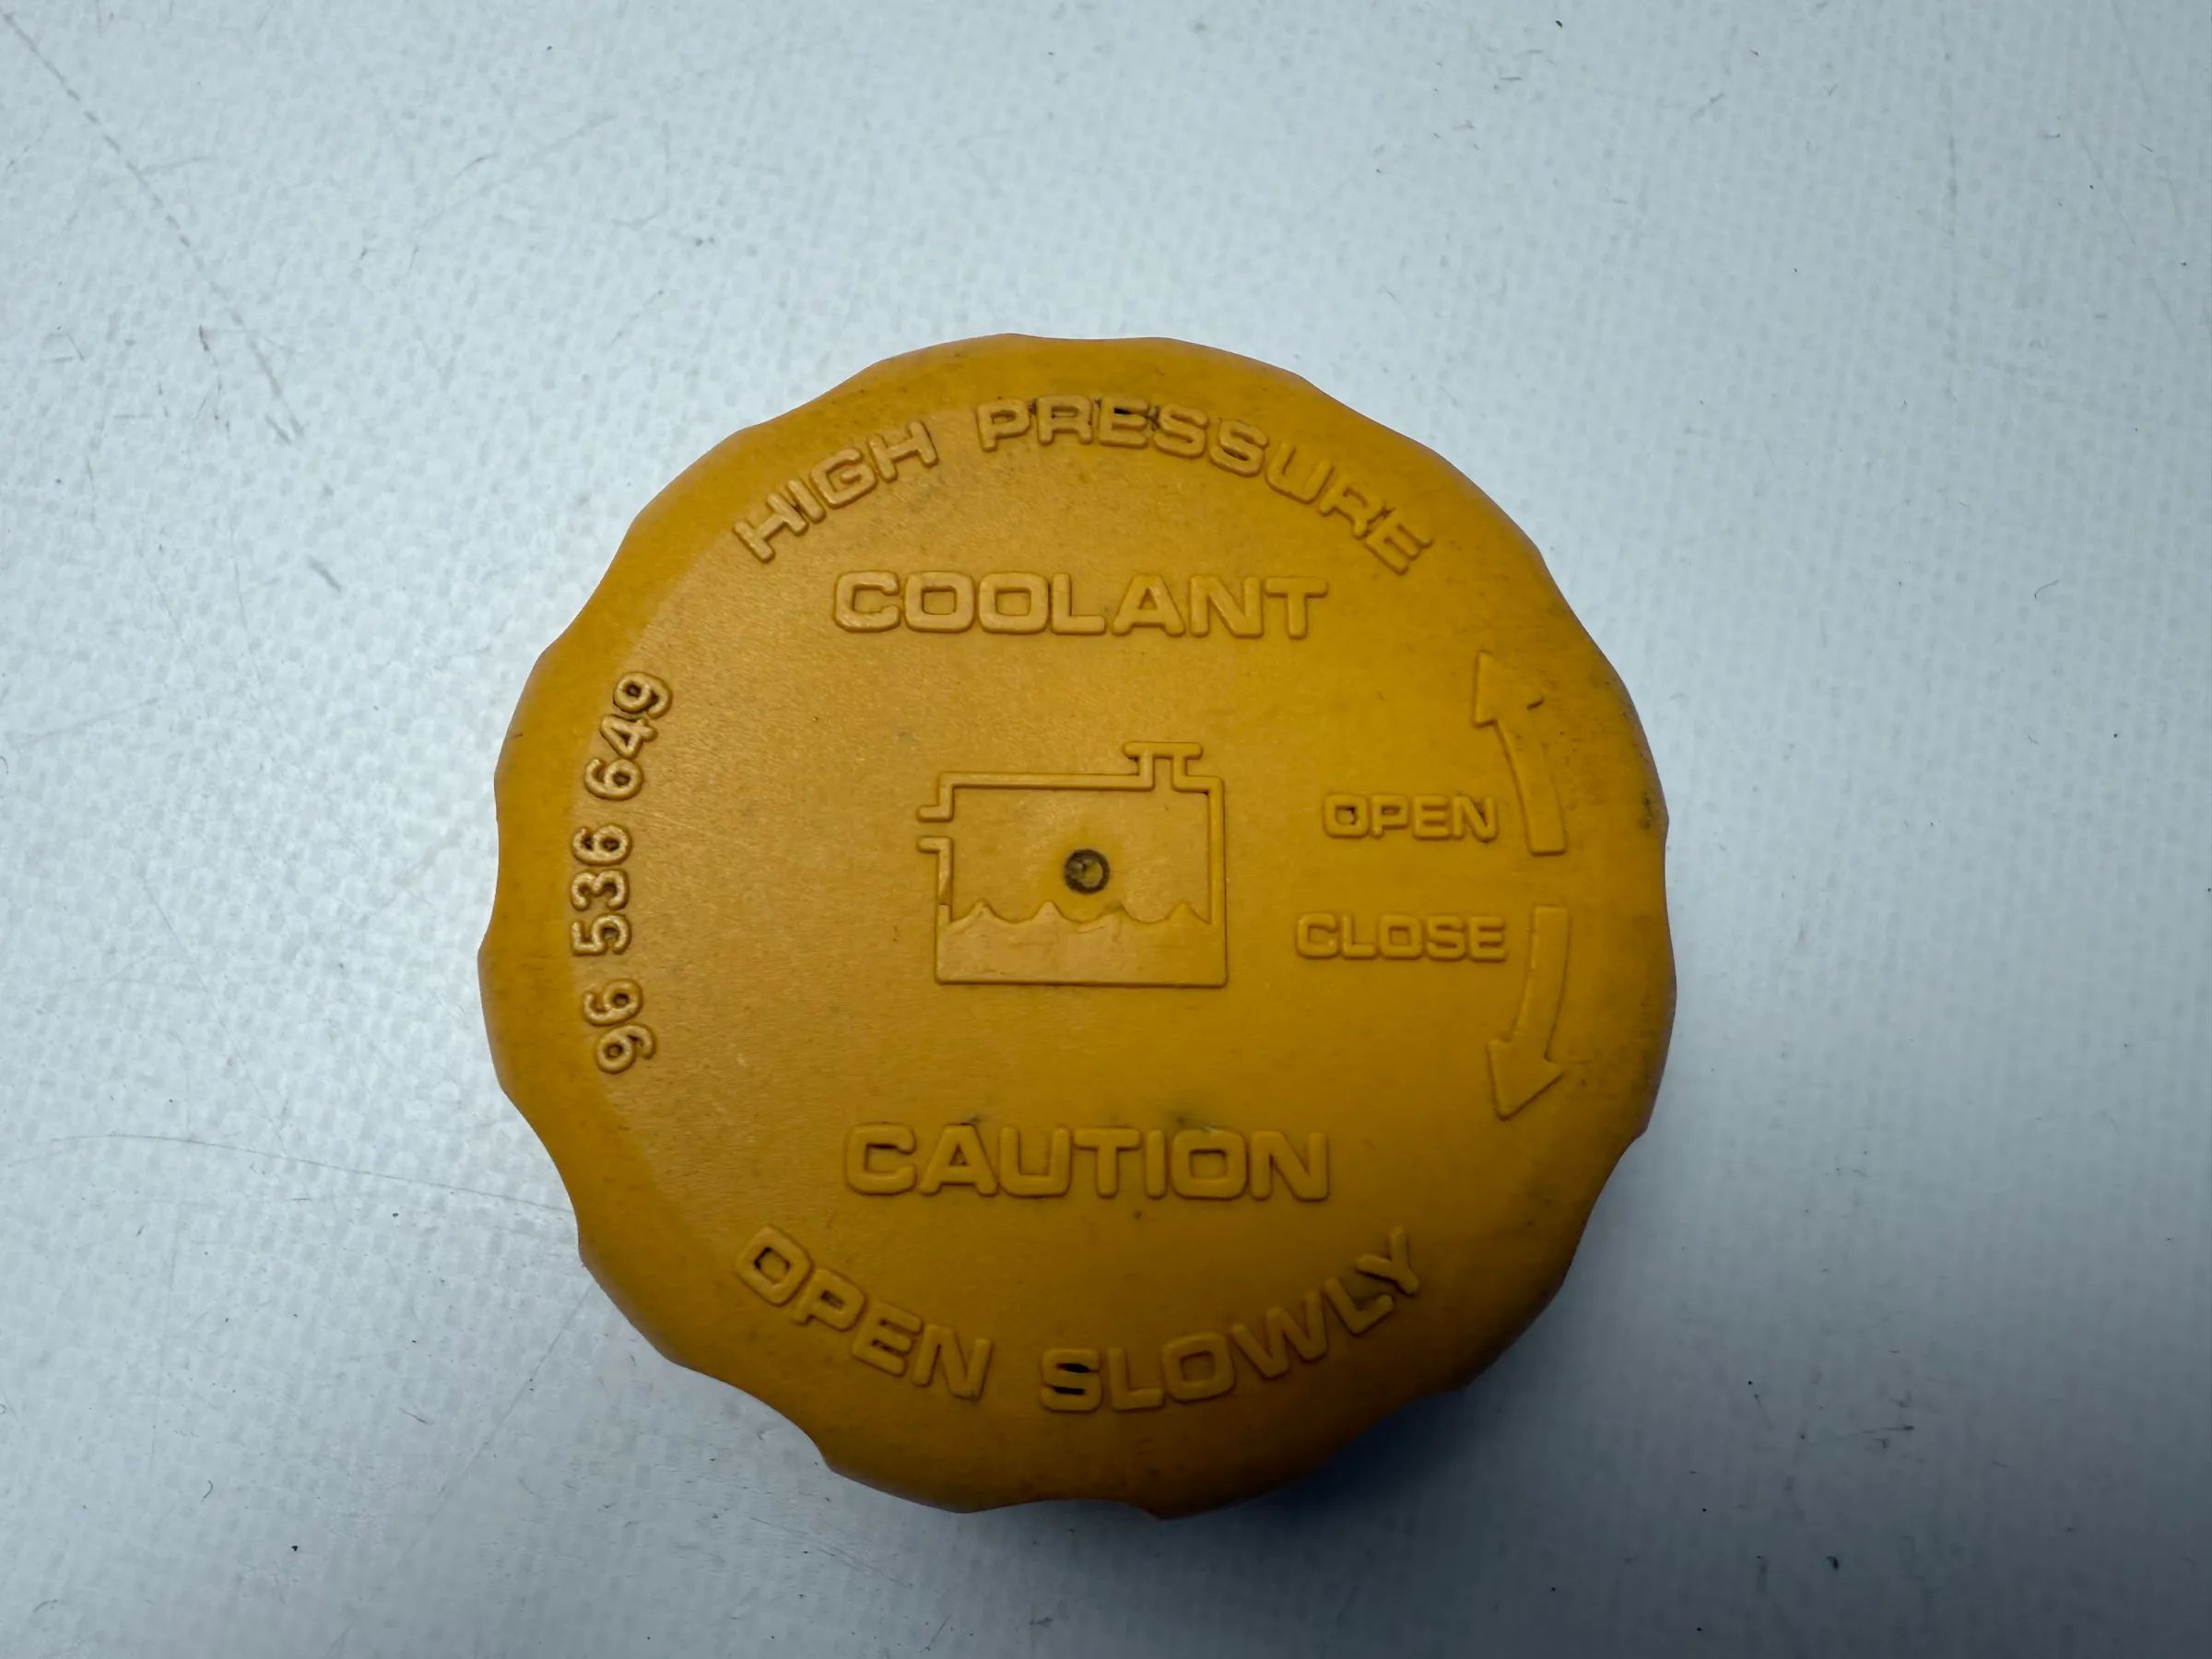 HIGH PRESSURE
COOLANT
96 536 649
OPEN
CLOSE
CAUTION
OPEN SLOWLY